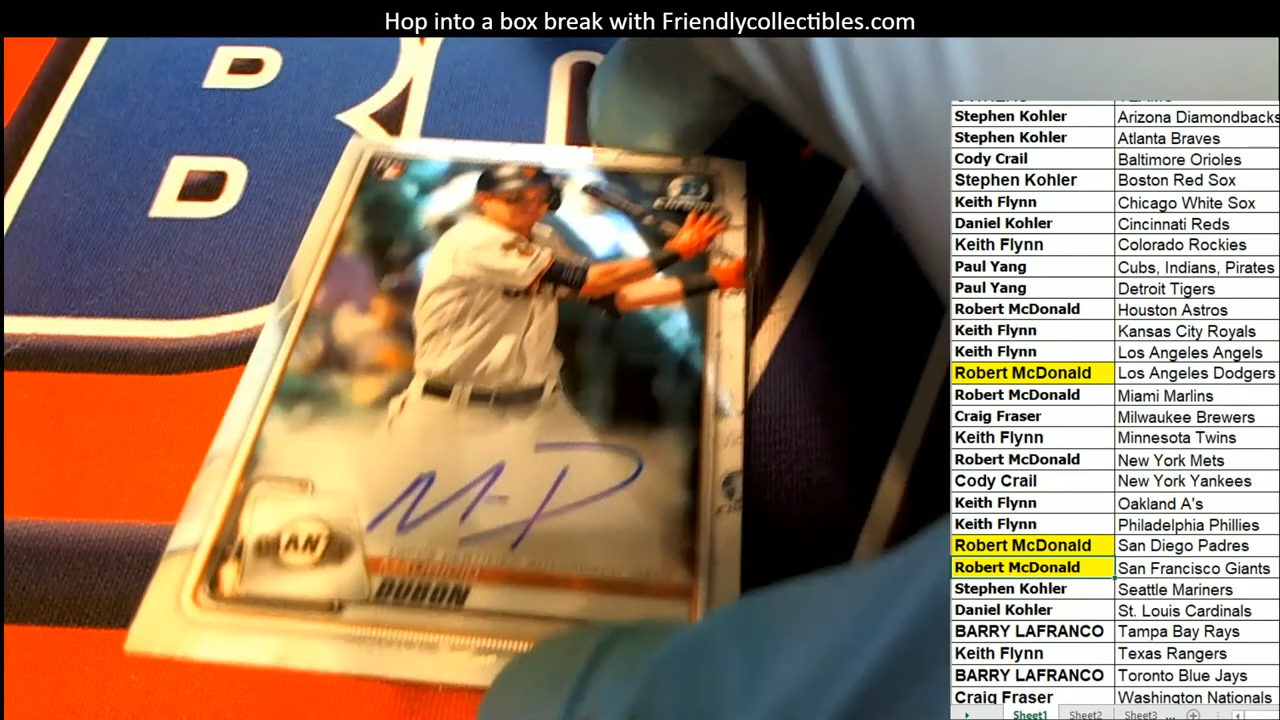 Hop into a box break with Friendlycollectibles.com
Stephen Kohler Arizona Diamondbacks
Stephen Kohler Atlanta Braves
Cody Crail Baltimore Orioles
Stephen Kohler Boston Red Sox
Keith Flynn Chicago White Sox
Daniel Kohler Cincinnati Reds
Keith Flynn Colorado Rockies
Paul Yang Cubs, Indians, Pirates
Paul Yang Detroit Tigers
Robert McDonald Houston Astros
Keith Flynn Kansas City Royals
Keith Flynn Los Angeles Angels
Robert McDonald Los Angeles Dodgers
Robert McDonald Miami Marlins
Craig Fraser Milwaukee Brewers
Keith Flynn Minnesota Twins
Robert McDonald New York Mets
Cody Crail New York Yankees
Keith Flynn Oakland A's
Keith Flynn Philadelphia Phillies
Robert McDonald San Diego Padres
Robert McDonald San Francisco Giants
Stephen Kohler Seattle Mariners
Daniel Kohler St. Louis Cardinals
BARRY LAFRANCO Tampa Bay Rays
Keith Flynn Texas Rangers
BARRY LAFRANCO Toronto Blue Jays
Craig Fraser Washington Nationals
Sheet1 Sheet2 Sheet3 ...
RC
Chrome
M D
AN
DUBON